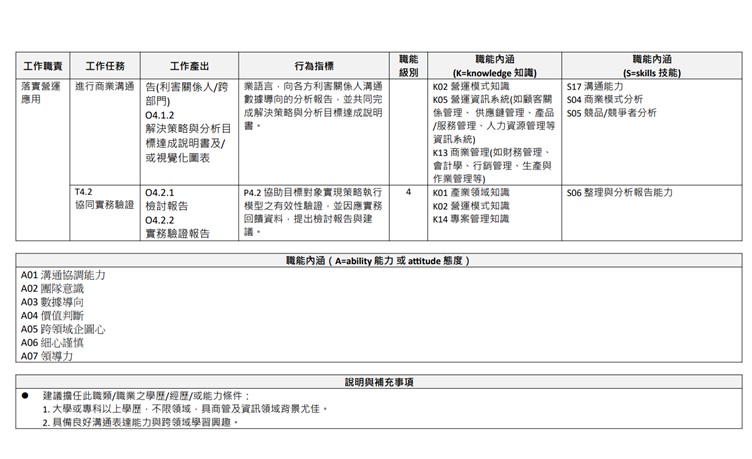 工作職責 工作任務 工作產出 行為指標 職能級別 職能內涵 (K=knowledge 知識) 職能內涵 (S=skills 技能)
落實營運應用
進行商業溝通
告(利害關係人/跨
部門)
O4.1.2
解決策略與分析目
標達成說明書及/
或視覺化圖表
業語言，向各方利害關係人溝通
數據導向的分析報告，並共同完
成解決策略與分析目標達成說明
書。
K02 營運模式知識
K05 營運資訊系統(如顧客關
係管理、 供應鏈管理、產品
/服務管理、人力資源管理等
資訊系統)
K13 商業管理(如財務管理、
會計學、行銷管理、生產與
作業管理等)
S17 溝通能力
S04 商業模式分析
S05 競品/競爭者分析
T4.2
協同實務驗證
O4.2.1
檢討報告
O4.2.2
實務驗證報告
P4.2 協助目標對象實現策略執行
模型之有效性驗證，並因應實務
回饋資料，提出檢討報告與建
議。
4
K01 產業領域知識
K02 營運模式知識
K14 專案管理知識
S06 整理與分析報告能力
職能內涵（A=ability 能力 或 attitude 態度）
A01 溝通協調能力
A02 團隊意識
A03 數據導向
A04 價值判斷
A05 跨領域企圖心
A06 細心謹慎
A07 領導力
說明與補充事項
● 建議擔任此職類/職業之學歷/經歷/或能力條件：
1. 大學或專科以上學歷，不限領域，具商管及資訊領域背景尤佳。
2. 具備良好溝通表達能力與跨領域學習興趣。